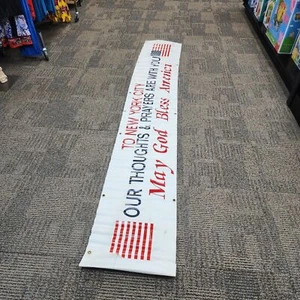 TO NEW YORK CITY
OUR THOUGHTS & PRAYERS ARE WITH YOU
May God Bless America